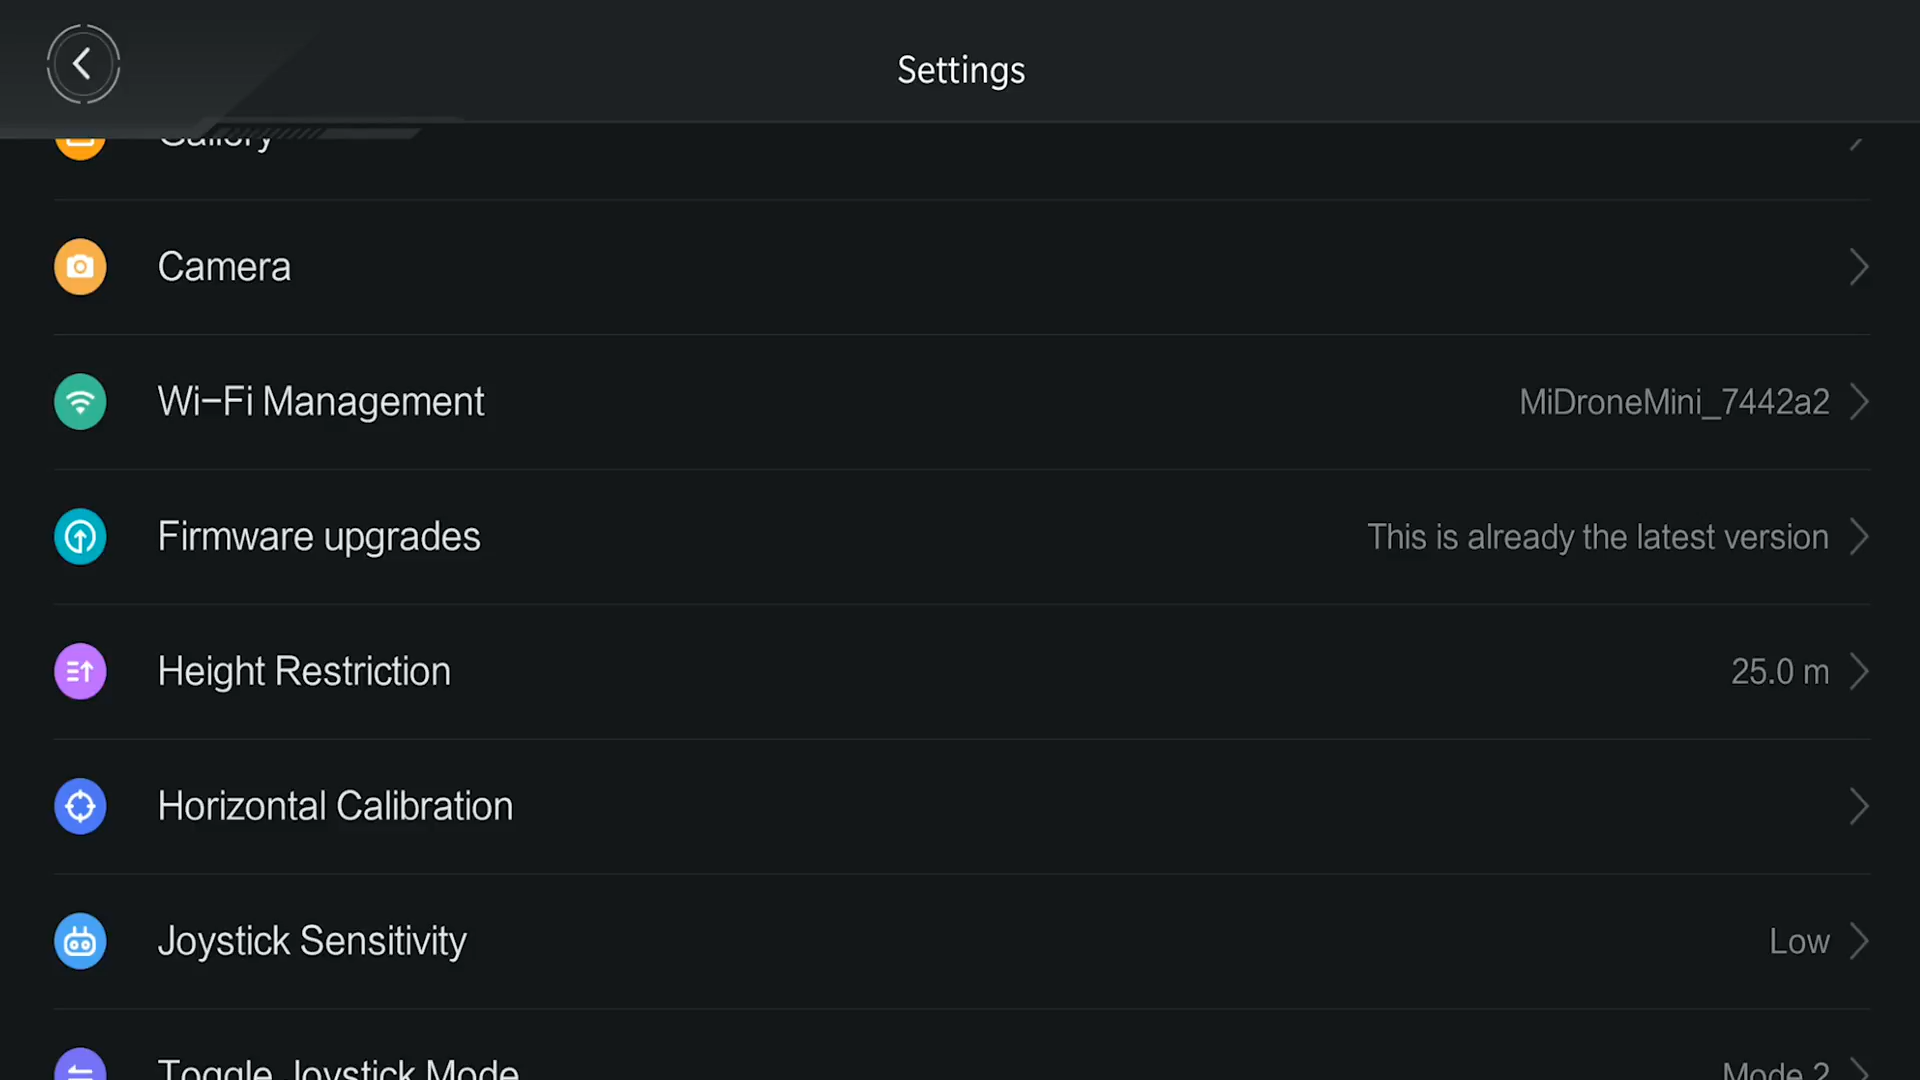 Settings
Gallery
Camera
Wi-Fi Management
MiDroneMini_7442a2
Firmware upgrades
This is already the latest version
Height Restriction
25.0 m
Horizontal Calibration
Joystick Sensitivity
Low
Toggle Joystick Mode
Mode 2